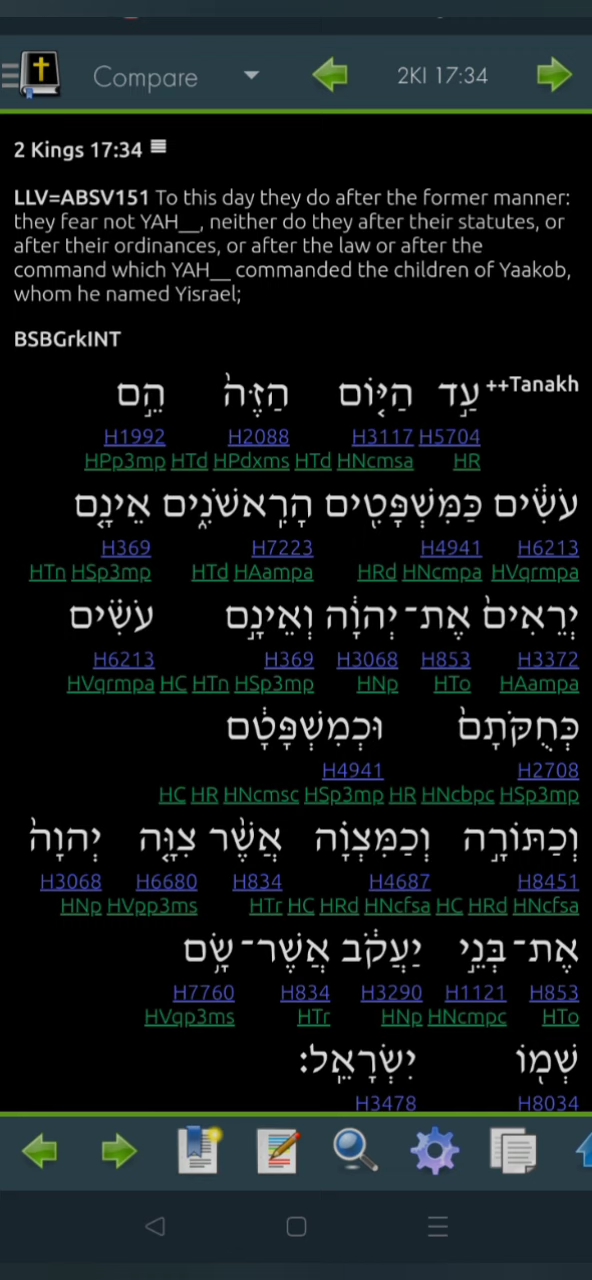 Compare 2KI 17:34
2 Kings 17:34
LLV=ABSV151 To this day they do after the former manner:
they fear not YAH__, neither do they after their statutes, or
after their ordinances, or after the law or after the
command which YAH__ commanded the children of Yaakob,
whom he named Yisrael;
BSBGrkINT
++Tanakh עַ֣ד הַיּ֤וֹם הַזֶּה֙ הֵ֣ם
H1992 H2088 H3117 H5704
HPp3mp HTd HPdxms HTd HNcmsa HR
עֹשִׂ֔ים כַּמִּשְׁפָּטִ֖ים הָרִֽאשֹׁנִ֑ים אֵינָ֤ם
H369 H7223 H4941 H6213
HTn HSp3mp HTd HAampa HRd HNcmpa HVqrmpa
יְרֵאִים֙ אֶת־יְהוָ֔ה וְאֵינָ֣ם עֹשִׂ֗ים
H6213 H369 H3068 H853 H3372
HVqrmpa HC HTn HSp3mp HNp HTo HAampa
כְּחֻקֹּתָם֙ וּכְמִשְׁפָּטָ֔ם
H4941 H2708
HC HR HNcmsc HSp3mp HR HNcbpc HSp3mp
וְכַתּוֹרָ֣ה וְכַמִּצְוָ֗ה אֲשֶׁ֨ר צִוָּ֤ה יְהוָה֙
H3068 H6680 H834 H4687 H8451
HNp HVpp3ms HTr HC HRd HNcfsa HC HRd HNcfsa
אֶת־בְּנֵ֣י יַעֲקֹ֔ב אֲשֶׁר־שָׂ֥ם
H7760 H834 H3290 H1121 H853
HVqp3ms HTr HNp HNcmpc HTo
שְׁמ֖וֹ יִשְׂרָאֵֽל׃
H3478 H8034